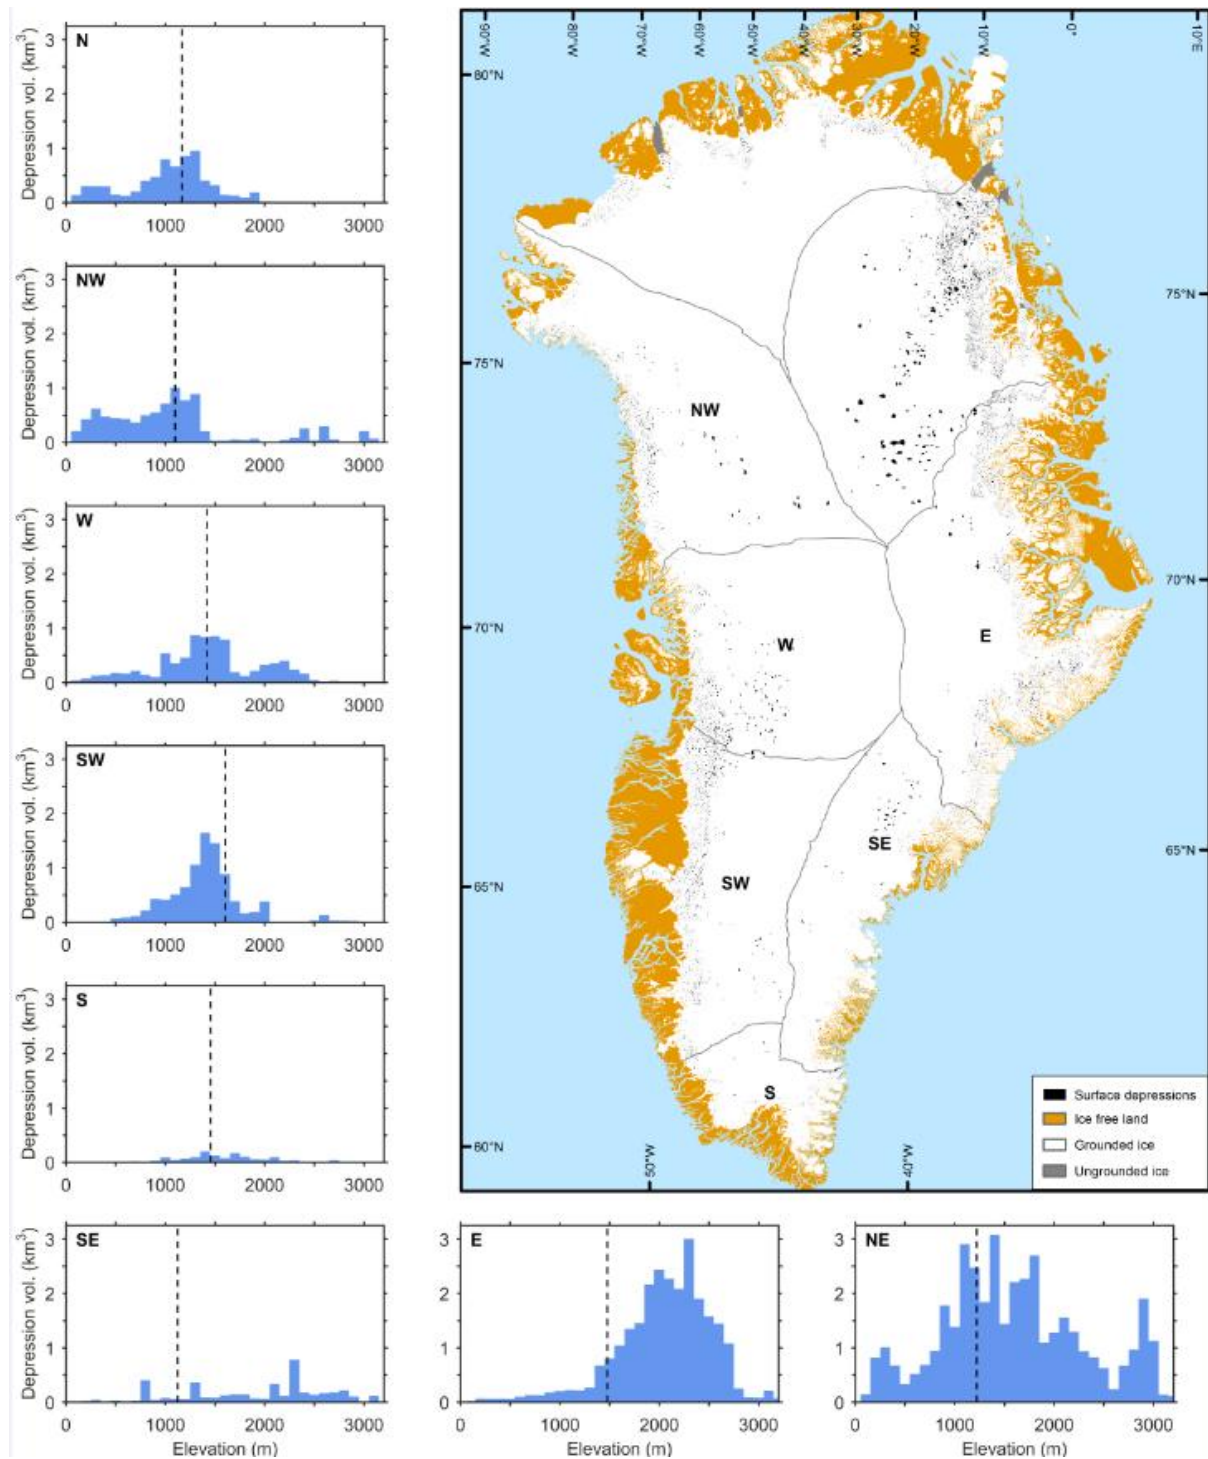 N
Depression vol. (km³)
3
2
1
0
0 1000 2000 3000
NW
Depression vol. (km³)
3
2
1
0
0 1000 2000 3000
W
Depression vol. (km³)
3
2
1
0
0 1000 2000 3000
SW
Depression vol. (km³)
3
2
1
0
0 1000 2000 3000
S
Depression vol. (km³)
3
2
1
0
0 1000 2000 3000
90°W 80°W 70°W 60°W 50°W 40°W 30°W 20°W 10°W 0° 10°E
80°N
75°N 75°N
NW
70°N 70°N
W E
65°N 65°N
SE
SW
S
60°N
50°W 40°W
Surface depressions
Ice free land
Grounded ice
Ungrounded ice
SE
Depression vol. (km³)
3
2
1
0
0 1000 2000 3000
Elevation (m)
E
3
2
1
0
0 1000 2000 3000
Elevation (m)
NE
3
2
1
0
0 1000 2000 3000
Elevation (m)